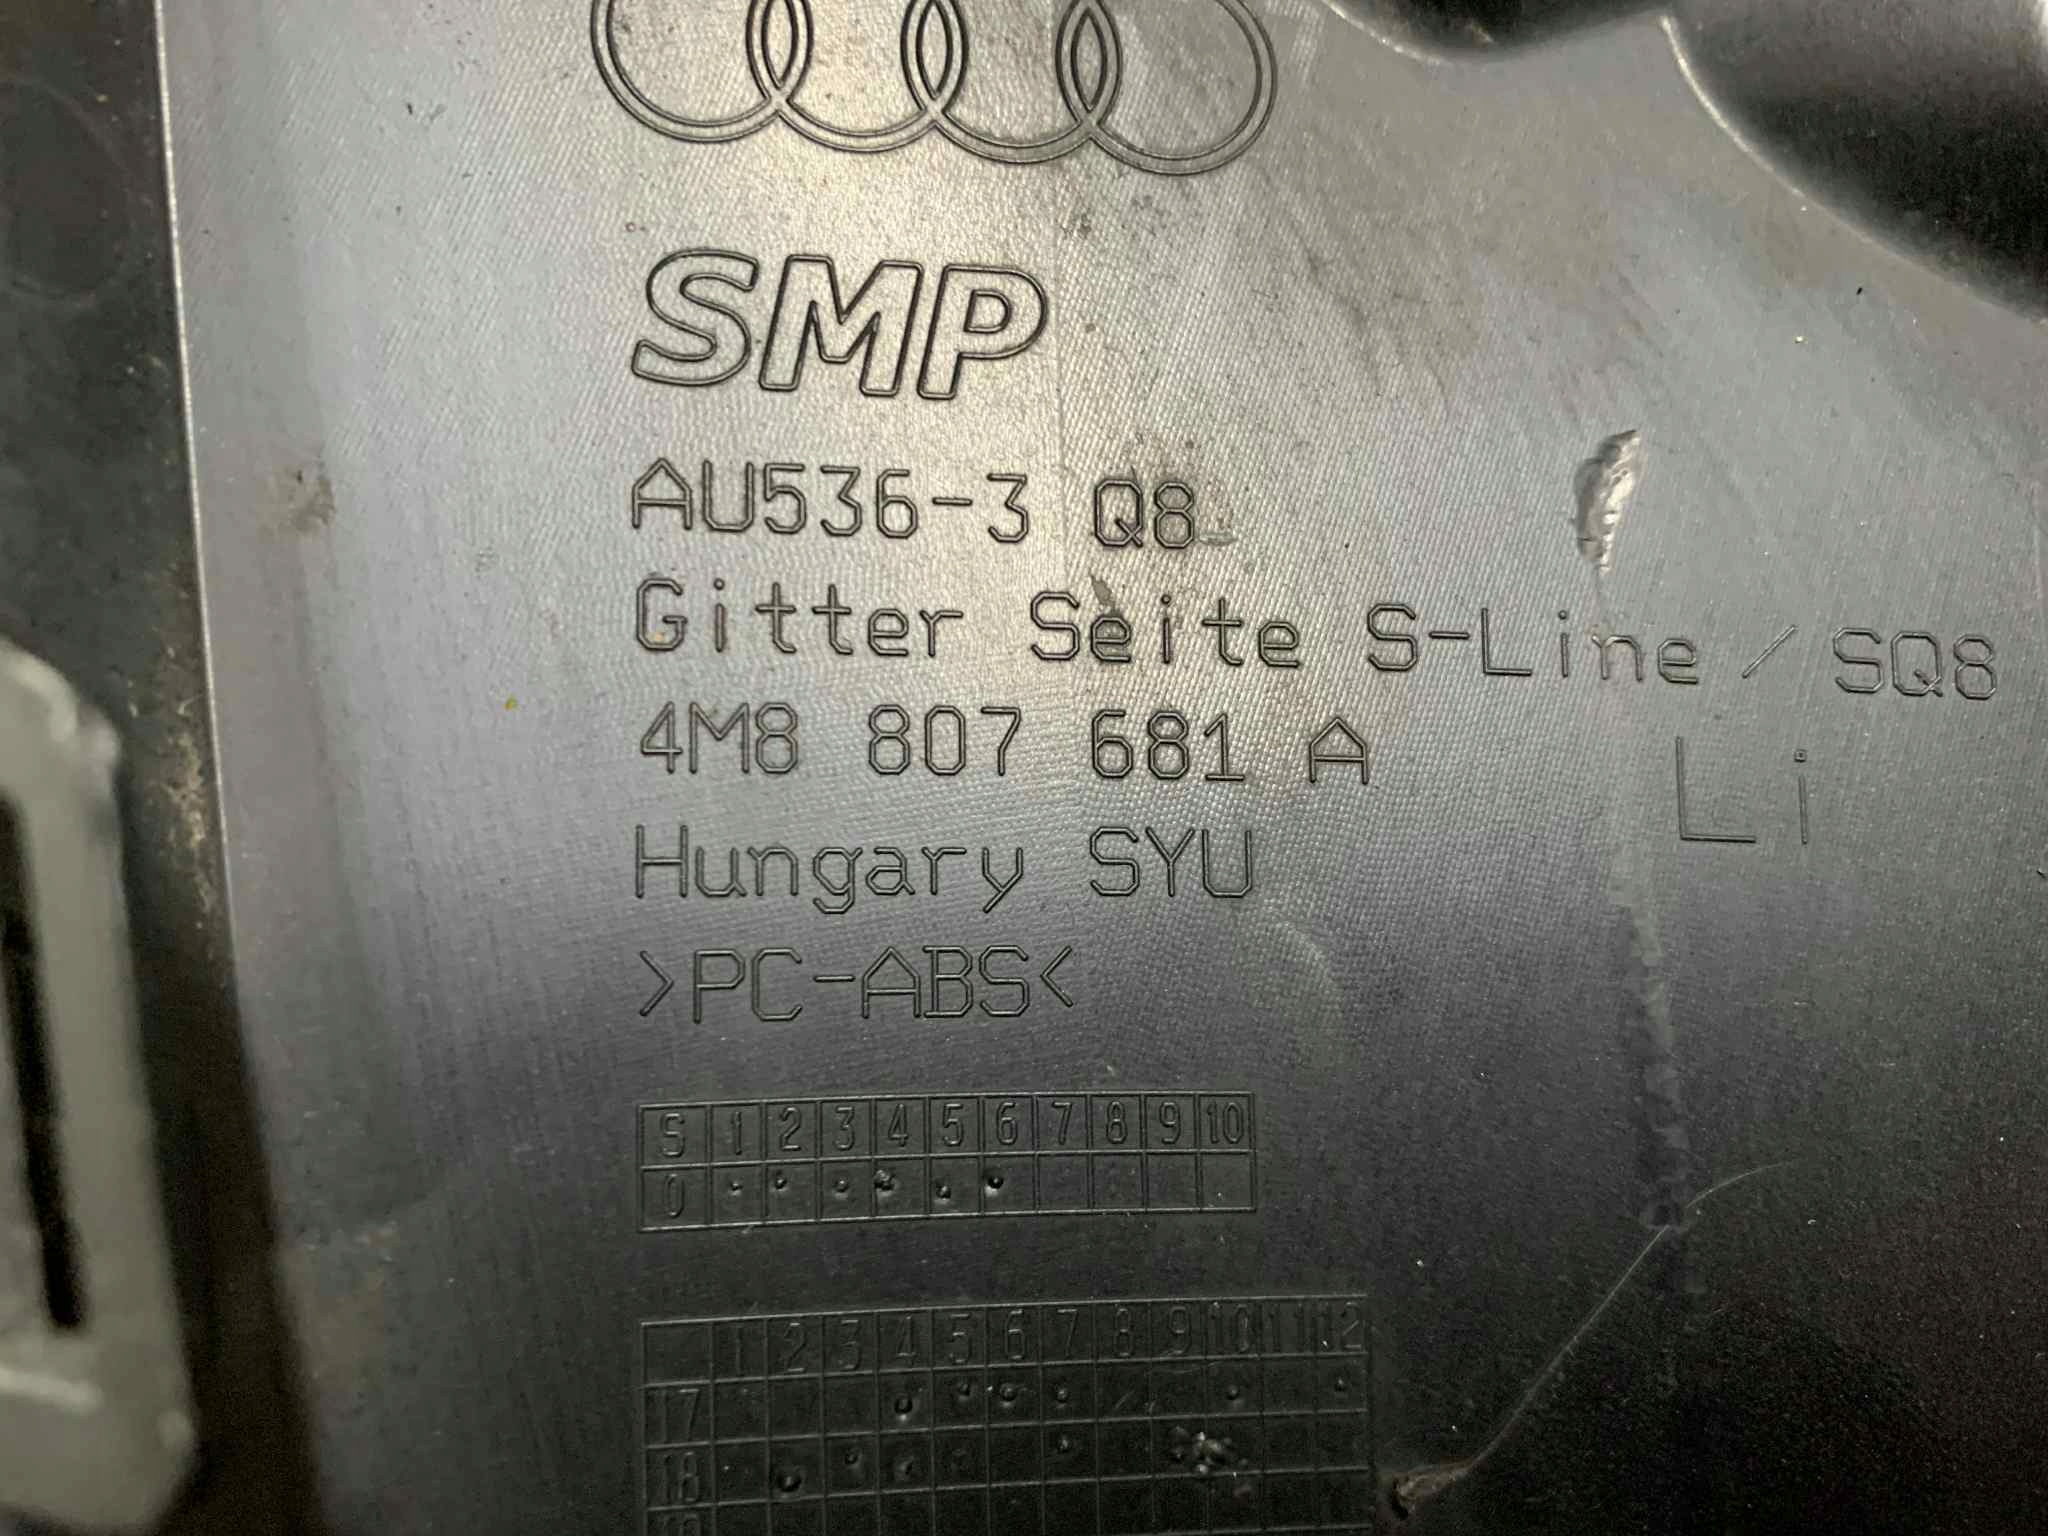 SMP
AU536-3 Q8
Gitter Seite S-Line / SQ8
4M8 807 681 A
Li
Hungary SYU
>PC-ABS<
S 1 2 3 4 5 6 7 8 9 10
0
1 2 3 4 5 6 7 8 9 10 11 12
17
18